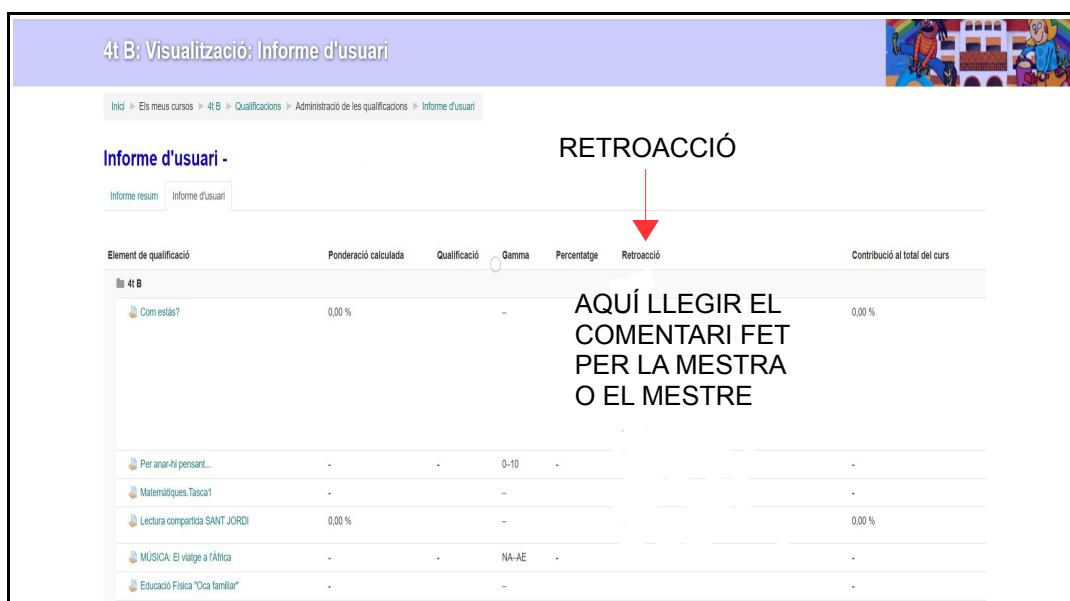 4t B: Visualització: Informe d'usuari
Inici Els meus cursos 4t B Qualificacions Administració de les qualificacions Informe d'usuari
RETROACCIÓ
Informe d'usuari -
Informe resum Informe d'usuari
Element de qualificació Ponderació calculada Qualificació Gamma Percentatge Retroacció Contribució al total del curs
4t B
Com estàs? 0,00 % – 0,00 %
AQUÍ LLEGIR EL
COMENTARI FET
PER LA MESTRA
O EL MESTRE
-
Per anar-hi pensant... - - 0–10 - -
Matemàtiques.Tasca1 - – -
Lectura compartida SANT JORDI 0,00 % – 0,00 %
MÚSICA: El viatge a l'Àfrica - - NA–AE - -
Educació Física "Oca familiar" - – -